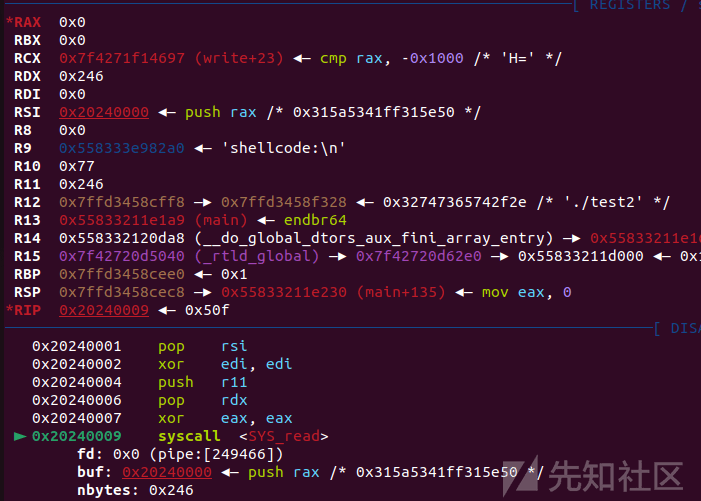 [ REGISTERS /
*RAX 0x0
RBX 0x0
RCX 0x7f4271f14697 (write+23) ◂— cmp rax, -0x1000 /* 'H=' */
RDX 0x246
RDI 0x0
RSI 0x20240000 ◂— push rax /* 0x315a5341ff315e50 */
R8 0x0
R9 0x558333e982a0 ◂— 'shellcode:\n'
R10 0x77
R11 0x246
R12 0x7ffd3458cff8 —▸ 0x7ffd3458f328 ◂— 0x32747365742f2e /* './test2' */
R13 0x55833211e1a9 (main) ◂— endbr64
R14 0x558332120da8 (__do_global_dtors_aux_fini_array_entry) —▸ 0x55833211e1
R15 0x7f42720d5040 (_rtld_global) —▸ 0x7f42720d62e0 —▸ 0x55833211d000 ◂— 0x
RBP 0x7ffd3458cee0 ◂— 0x1
RSP 0x7ffd3458cec8 —▸ 0x55833211e230 (main+135) ◂— mov eax, 0
*RIP 0x20240009 ◂— 0x50f
[ DISA
0x20240001 pop rsi
0x20240002 xor edi, edi
0x20240004 push r11
0x20240006 pop rdx
0x20240007 xor eax, eax
► 0x20240009 syscall <SYS_read>
fd: 0x0 (pipe:[249466])
buf: 0x20240000 ◂— push rax /* 0x315a5341ff315e50 */
nbytes: 0x246
先知社区